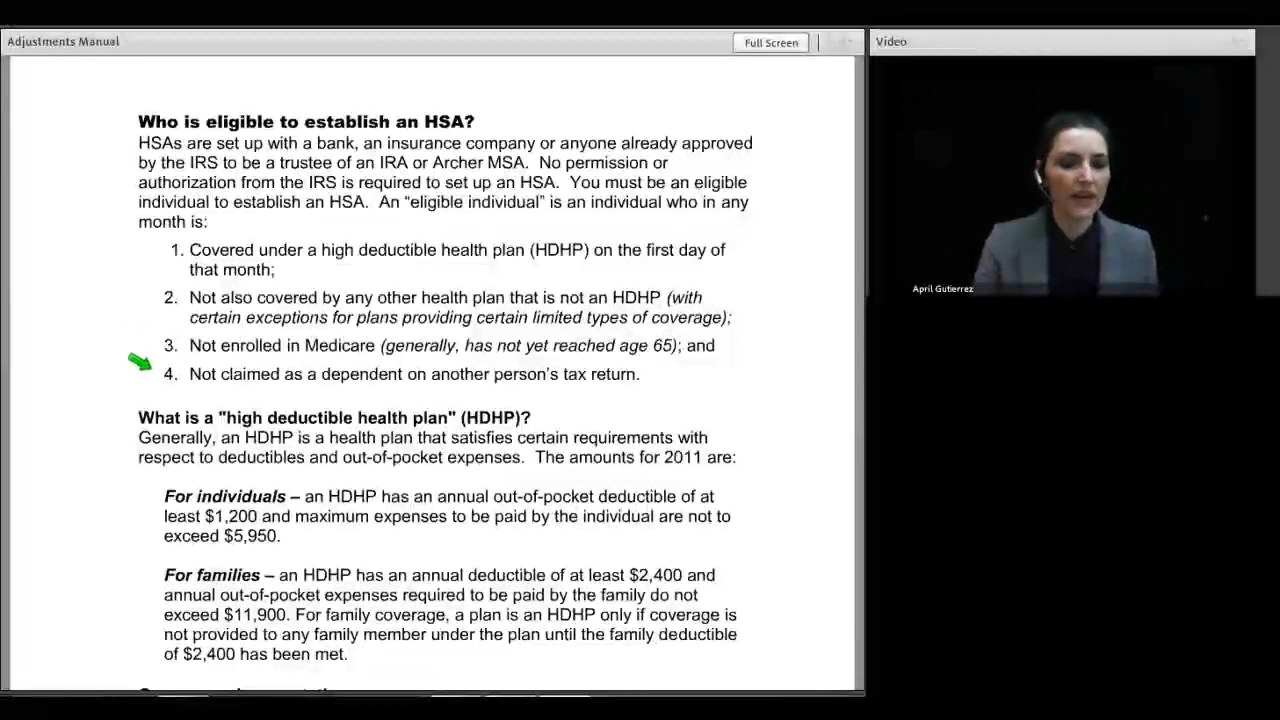 Adjustments Manual
Full Screen
Video
Who is eligible to establish an HSA?
HSAs are set up with a bank, an insurance company or anyone already approved
by the IRS to be a trustee of an IRA or Archer MSA.  No permission or
authorization from the IRS is required to set up an HSA.  You must be an eligible
individual to establish an HSA.  An “eligible individual” is an individual who in any
month is:
1. Covered under a high deductible health plan (HDHP) on the first day of
that month;
2. Not also covered by any other health plan that is not an HDHP (with
certain exceptions for plans providing certain limited types of coverage);
3. Not enrolled in Medicare (generally, has not yet reached age 65); and
4. Not claimed as a dependent on another person’s tax return.
What is a "high deductible health plan" (HDHP)?
Generally, an HDHP is a health plan that satisfies certain requirements with
respect to deductibles and out-of-pocket expenses.  The amounts for 2011 are:
For individuals – an HDHP has an annual out-of-pocket deductible of at
least $1,200 and maximum expenses to be paid by the individual are not to
exceed $5,950.
For families – an HDHP has an annual deductible of at least $2,400 and
annual out-of-pocket expenses required to be paid by the family do not
exceed $11,900. For family coverage, a plan is an HDHP only if coverage is
not provided to any family member under the plan until the family deductible
of $2,400 has been met.
April Gutierrez